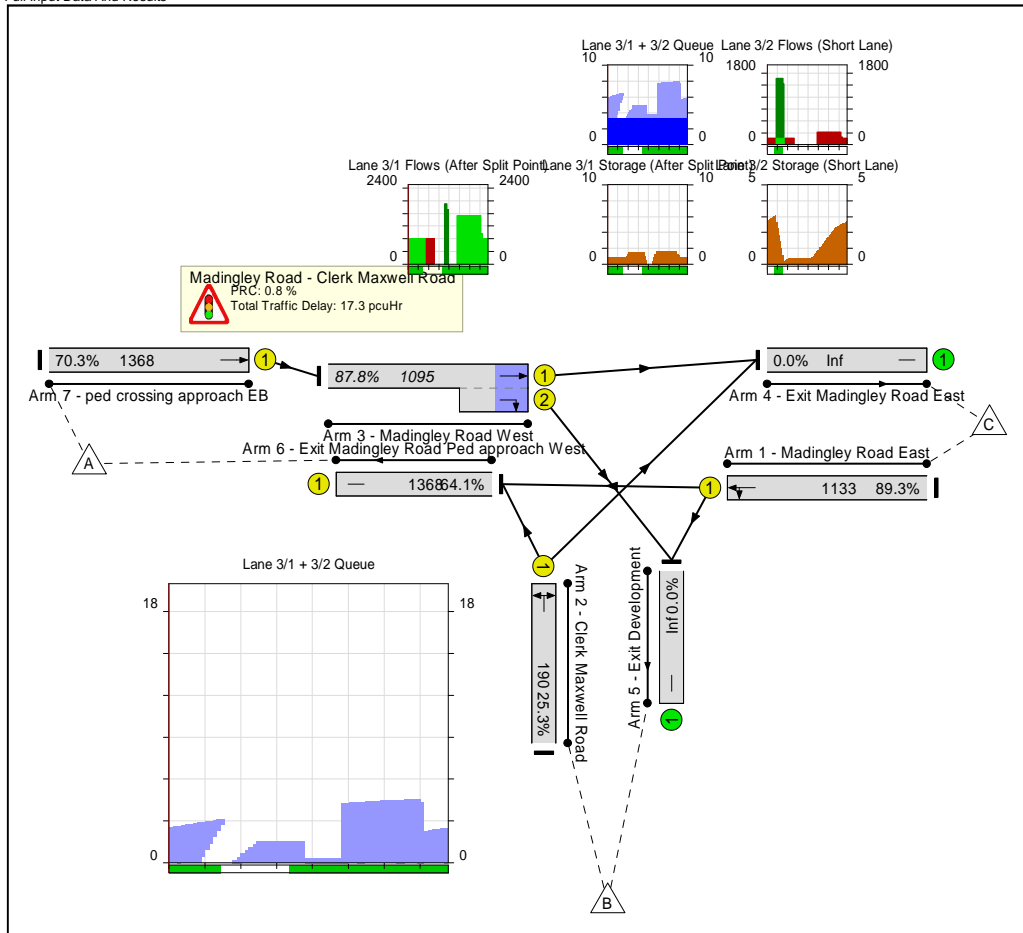 Full Input Data And Results
Lane 3/1 + 3/2 Queue
10 10
0 0
Lane 3/2 Flows (Short Lane)
1800 1800
0 0
Lane 3/1 Flows (After Split Point)
2400 2400
0 0
Lane 3/1 Storage (After Split Point)
10 10
0 0
Lane 3/2 Storage (Short Lane)
5 5
0 0
Madingley Road - Clerk Maxwell Road
PRC: 0.8 %
Total Traffic Delay: 17.3 pcuHr
70.3% 1368
1
Arm 7 - ped crossing approach EB
87.8% 1095
1
2
Arm 3 - Madingley Road West
0.0% Inf
1
Arm 4 - Exit Madingley Road East
A
C
Arm 6 - Exit Madingley Road Ped approach West
1
1368 64.1%
Arm 1 - Madingley Road East
1
1133 89.3%
1
Arm 2 - Clerk Maxwell Road
190 25.3%
Arm 5 - Exit Development
Inf 0.0%
1
B
Lane 3/1 + 3/2 Queue
18 18
0 0